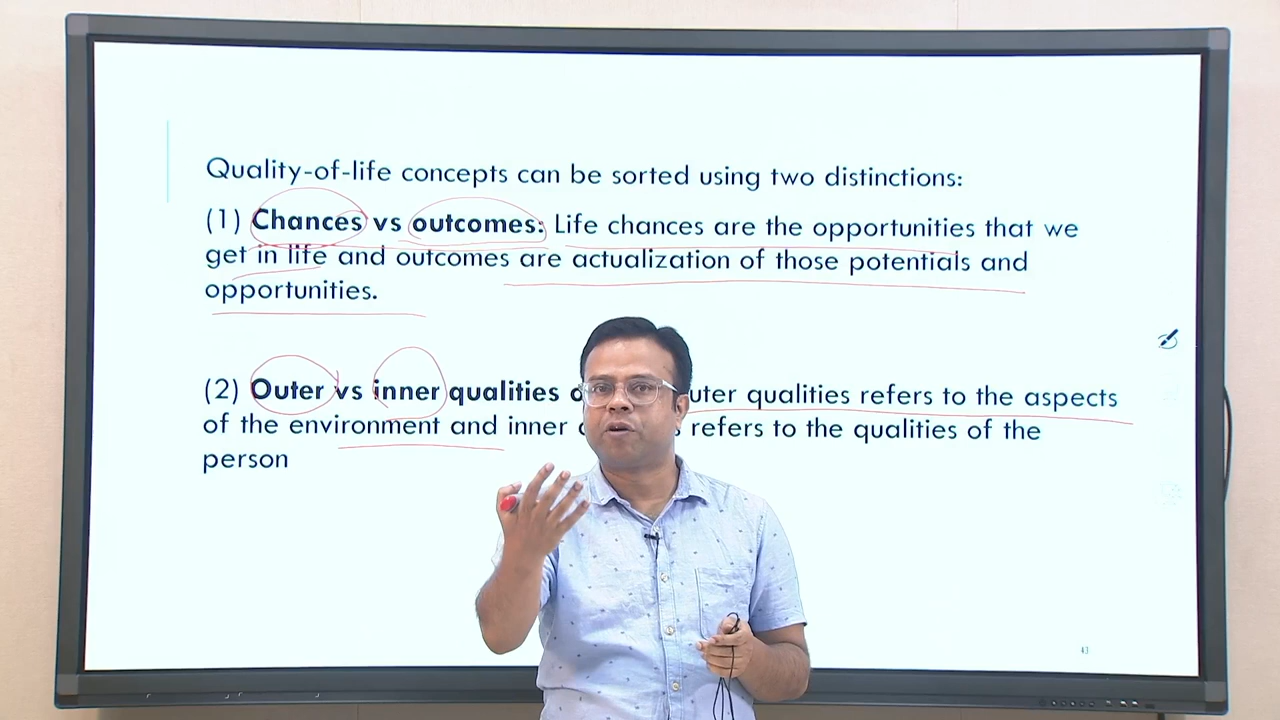 Quality-of-life concepts can be sorted using two distinctions:
(1) Chances vs outcomes: Life chances are the opportunities that we
get in life and outcomes are actualization of those potentials and
opportunities.
(2) Outer vs inner qualities uter qualities refers to the aspects
of the environment and inner refers to the qualities of the
person
43